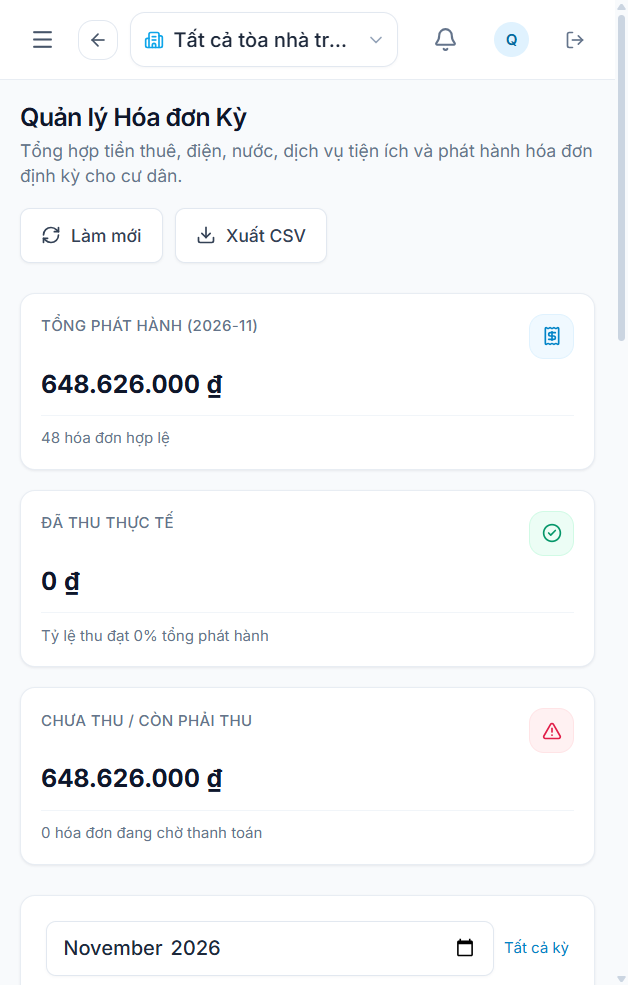 Tất cả tòa nhà tr...
Q
Quản lý Hóa đơn Kỳ
Tổng hợp tiền thuê, điện, nước, dịch vụ tiện ích và phát hành hóa đơn
định kỳ cho cư dân.
Làm mới
Xuất CSV
TỔNG PHÁT HÀNH (2026-11)
648.626.000 ₫
48 hóa đơn hợp lệ
ĐÃ THU THỰC TẾ
0 ₫
Tỷ lệ thu đạt 0% tổng phát hành
CHƯA THU / CÒN PHẢI THU
648.626.000 ₫
0 hóa đơn đang chờ thanh toán
November 2026
Tất cả kỳ